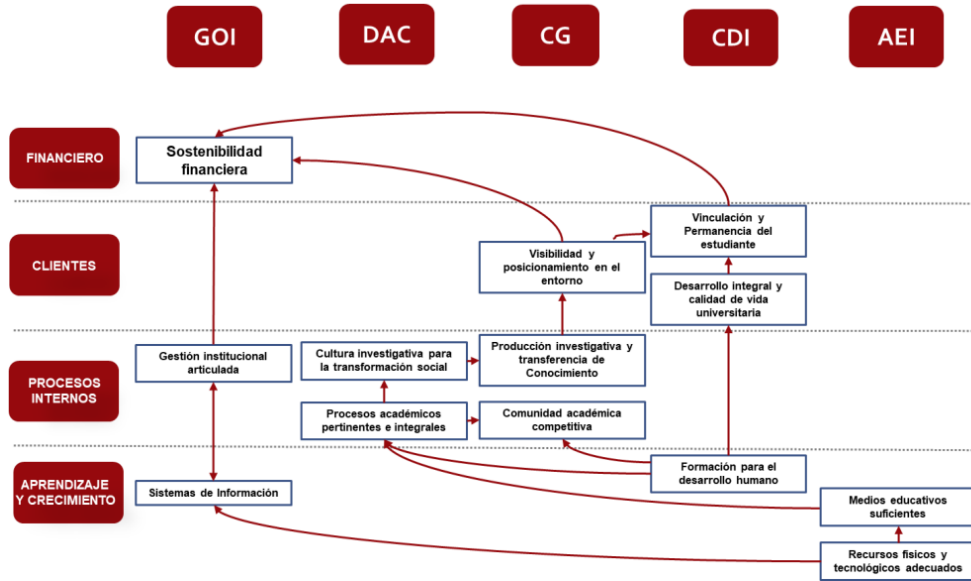 GOI
DAC
CG
CDI
AEI
FINANCIERO
Sostenibilidad
financiera
CLIENTES
Visibilidad y
posicionamiento en el
entorno
Vinculación y
Permanencia del
estudiante
Desarrollo integral y
calidad de vida
universitaria
PROCESOS
INTERNOS
Gestión institucional
articulada
Cultura investigativa para
la transformación social
Producción investigativa y
transferencia de
Conocimiento
Procesos académicos
pertinentes e integrales
Comunidad académica
competitiva
APRENDIZAJE
Y CRECIMIENTO
Sistemas de Información
Formación para el
desarrollo humano
Medios educativos
suficientes
Recursos físicos y
tecnológicos adecuados